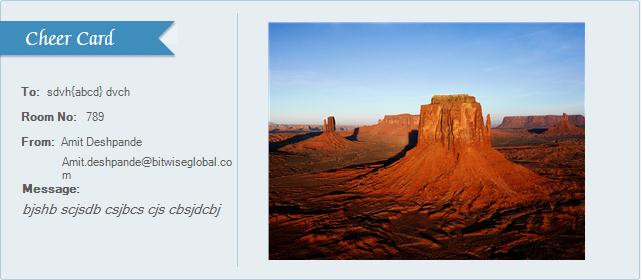 Cheer Card
To: sdvh{abcd} dvch
Room No: 789
From: Amit Deshpande
Amit.deshpande@bitwiseglobal.co
m
Message:
bjshb scjsdb csjbcs cjs cbsjdcbj